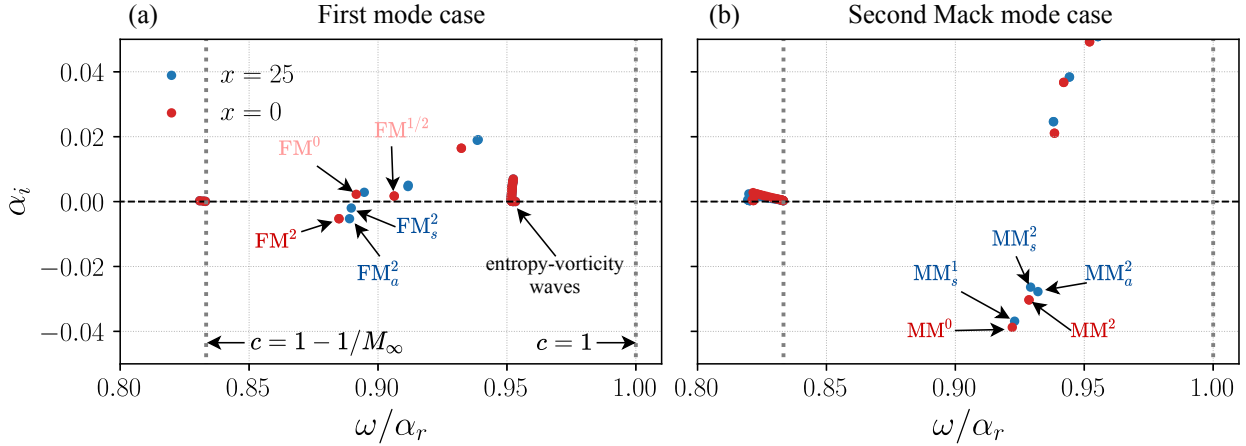 (a) First mode case
x = 25
x = 0
FM^0
FM^{1/2}
FM^2
FM_s^2
FM_a^2
entropy-vorticity
waves
c = 1 − 1/M_∞
c = 1
α_i
0.04
0.02
0.00
−0.02
−0.04
0.80 0.85 0.90 0.95 1.00
ω/α_r
(b) Second Mack mode case
MM_s^2
MM_s^1
MM_a^2
MM^0
MM^2
0.80 0.85 0.90 0.95 1.00
ω/α_r